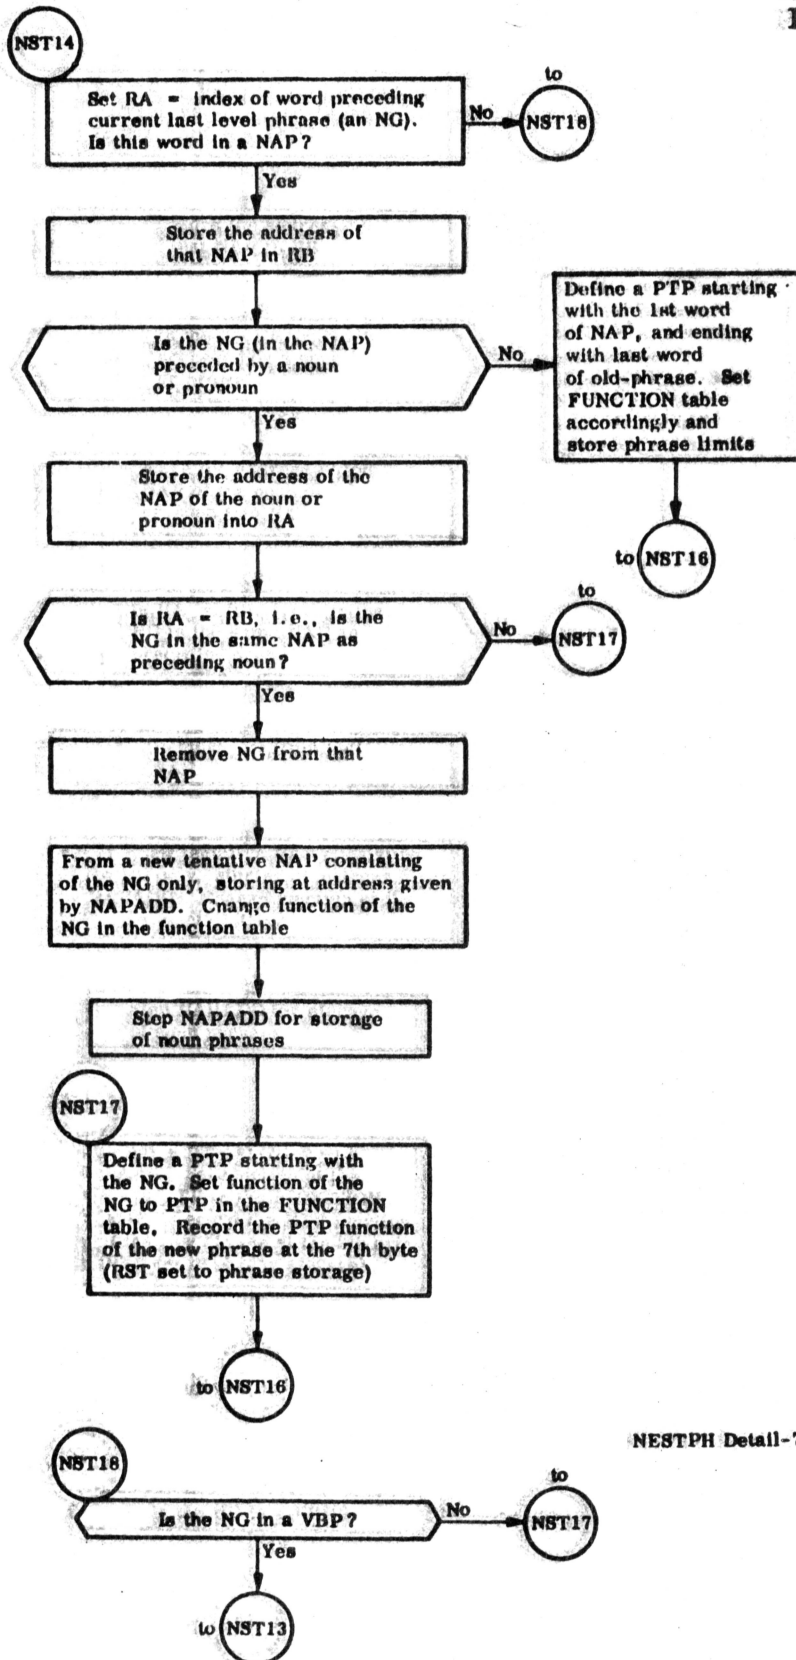 NST14
Set RA = index of word preceding
current last level phrase (an NG).
Is this word in a NAP?
No
to
NST18
Yes
Store the address of
that NAP in RB
Is the NG (in the NAP)
preceded by a noun
or pronoun
No
Define a PTP starting
with the 1st word
of NAP, and ending
with last word
of old-phrase. Set
FUNCTION table
accordingly and
store phrase limits
Yes
Store the address of the
NAP of the noun or
pronoun into RA
to NST16
Is RA = RB, i.e., is the
NG in the same NAP as
preceding noun?
No
to
NST17
Yes
Remove NG from that
NAP
From a new tentative NAP consisting
of the NG only, storing at address given
by NAPADD. Cnange function of the
NG in the function table
Step NAPADD for storage
of noun phrases
NST17
Define a PTP starting with
the NG. Set function of the
NG to PTP in the FUNCTION
table. Record the PTP function
of the new phrase at the 7th byte
(RST set to phrase storage)
to NST16
NESTPH Detail-7
NST18
Is the NG in a VBP?
No
to
NST17
Yes
to NST13